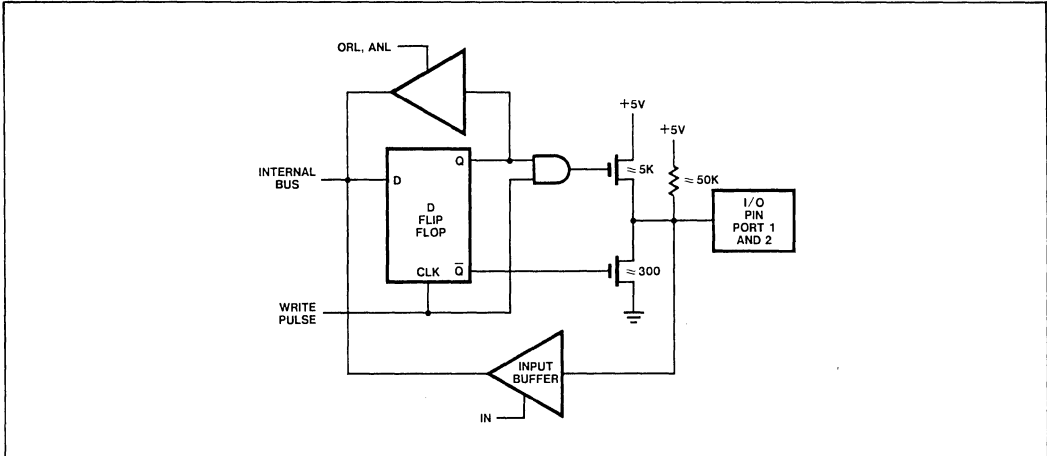 ORL, ANL
+5V
+5V
Q
≈ 5K
≈ 50K
INTERNAL
BUS
D
D
FLIP
FLOP
I/O
PIN
PORT 1
AND 2
CLK
Q̅
≈ 300
WRITE
PULSE
INPUT
BUFFER
IN